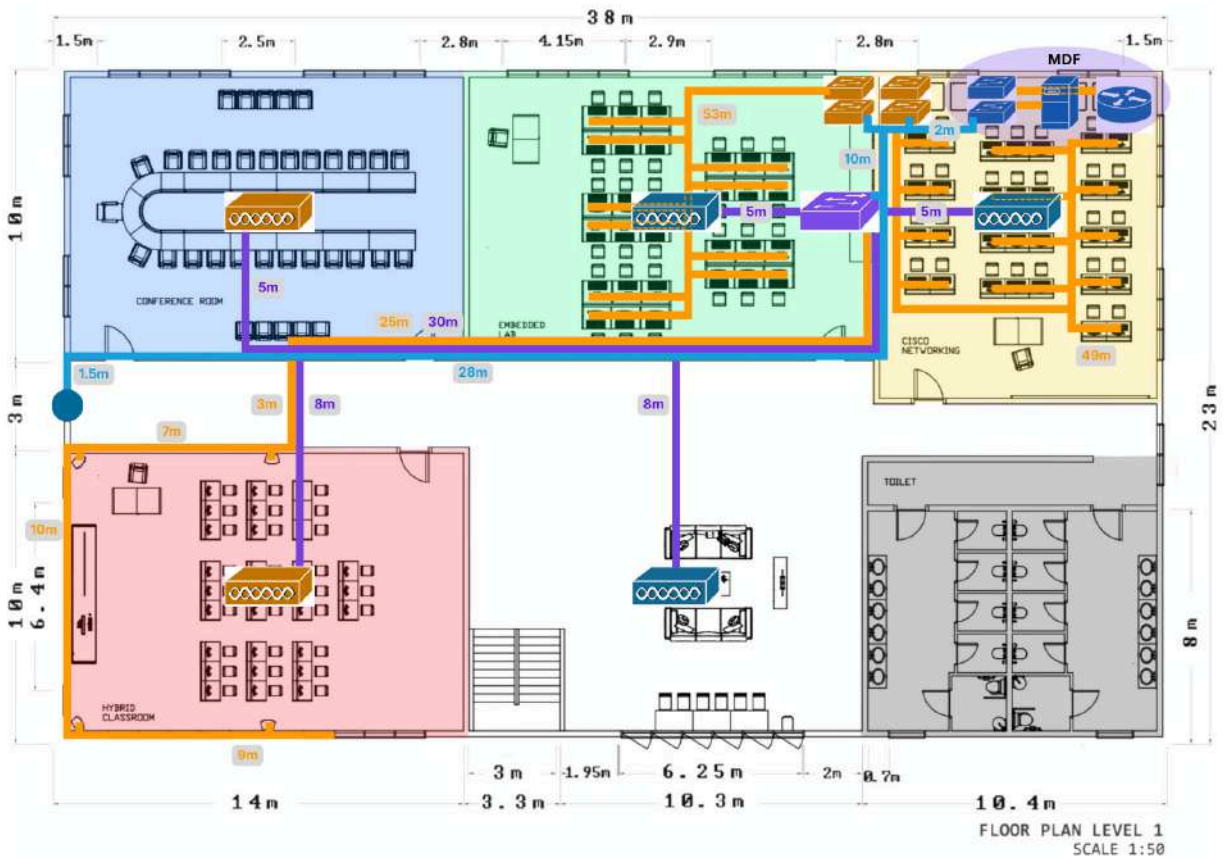 38m
1.5m
2.5m
2.8m
4.15m
2.9m
2.8m
1.5m
MDF
53m
2m
10m
10m
5m
5m
5m
CONFERENCE ROOM
25m
30m
EMBEDDED
LAB
CISCO
NETWORKING
49m
1.5m
28m
3m
3m
8m
8m
7m
23m
TOILET
10m
10m
6.4m
8m
HYBRID
CLASSROOM
9m
3m
1.95m
6.25m
2m
0.7m
14m
3.3m
10.3m
10.4m
FLOOR PLAN LEVEL 1
SCALE 1:50